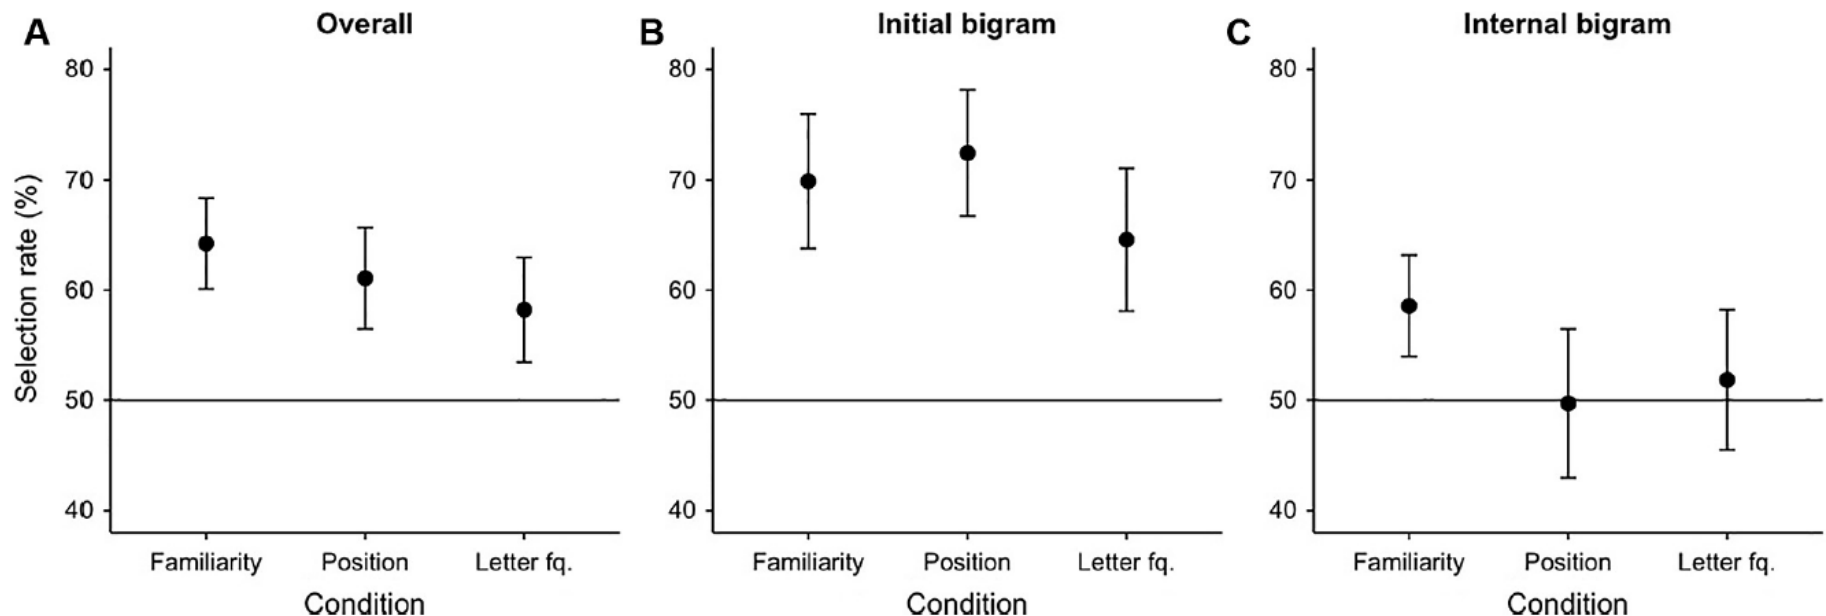 A Overall
80
70
60
50
40
Selection rate (%)
Familiarity Position Letter fq.
Condition
B Initial bigram
80
70
60
50
40
Familiarity Position Letter fq.
Condition
C Internal bigram
80
70
60
50
40
Familiarity Position Letter fq.
Condition